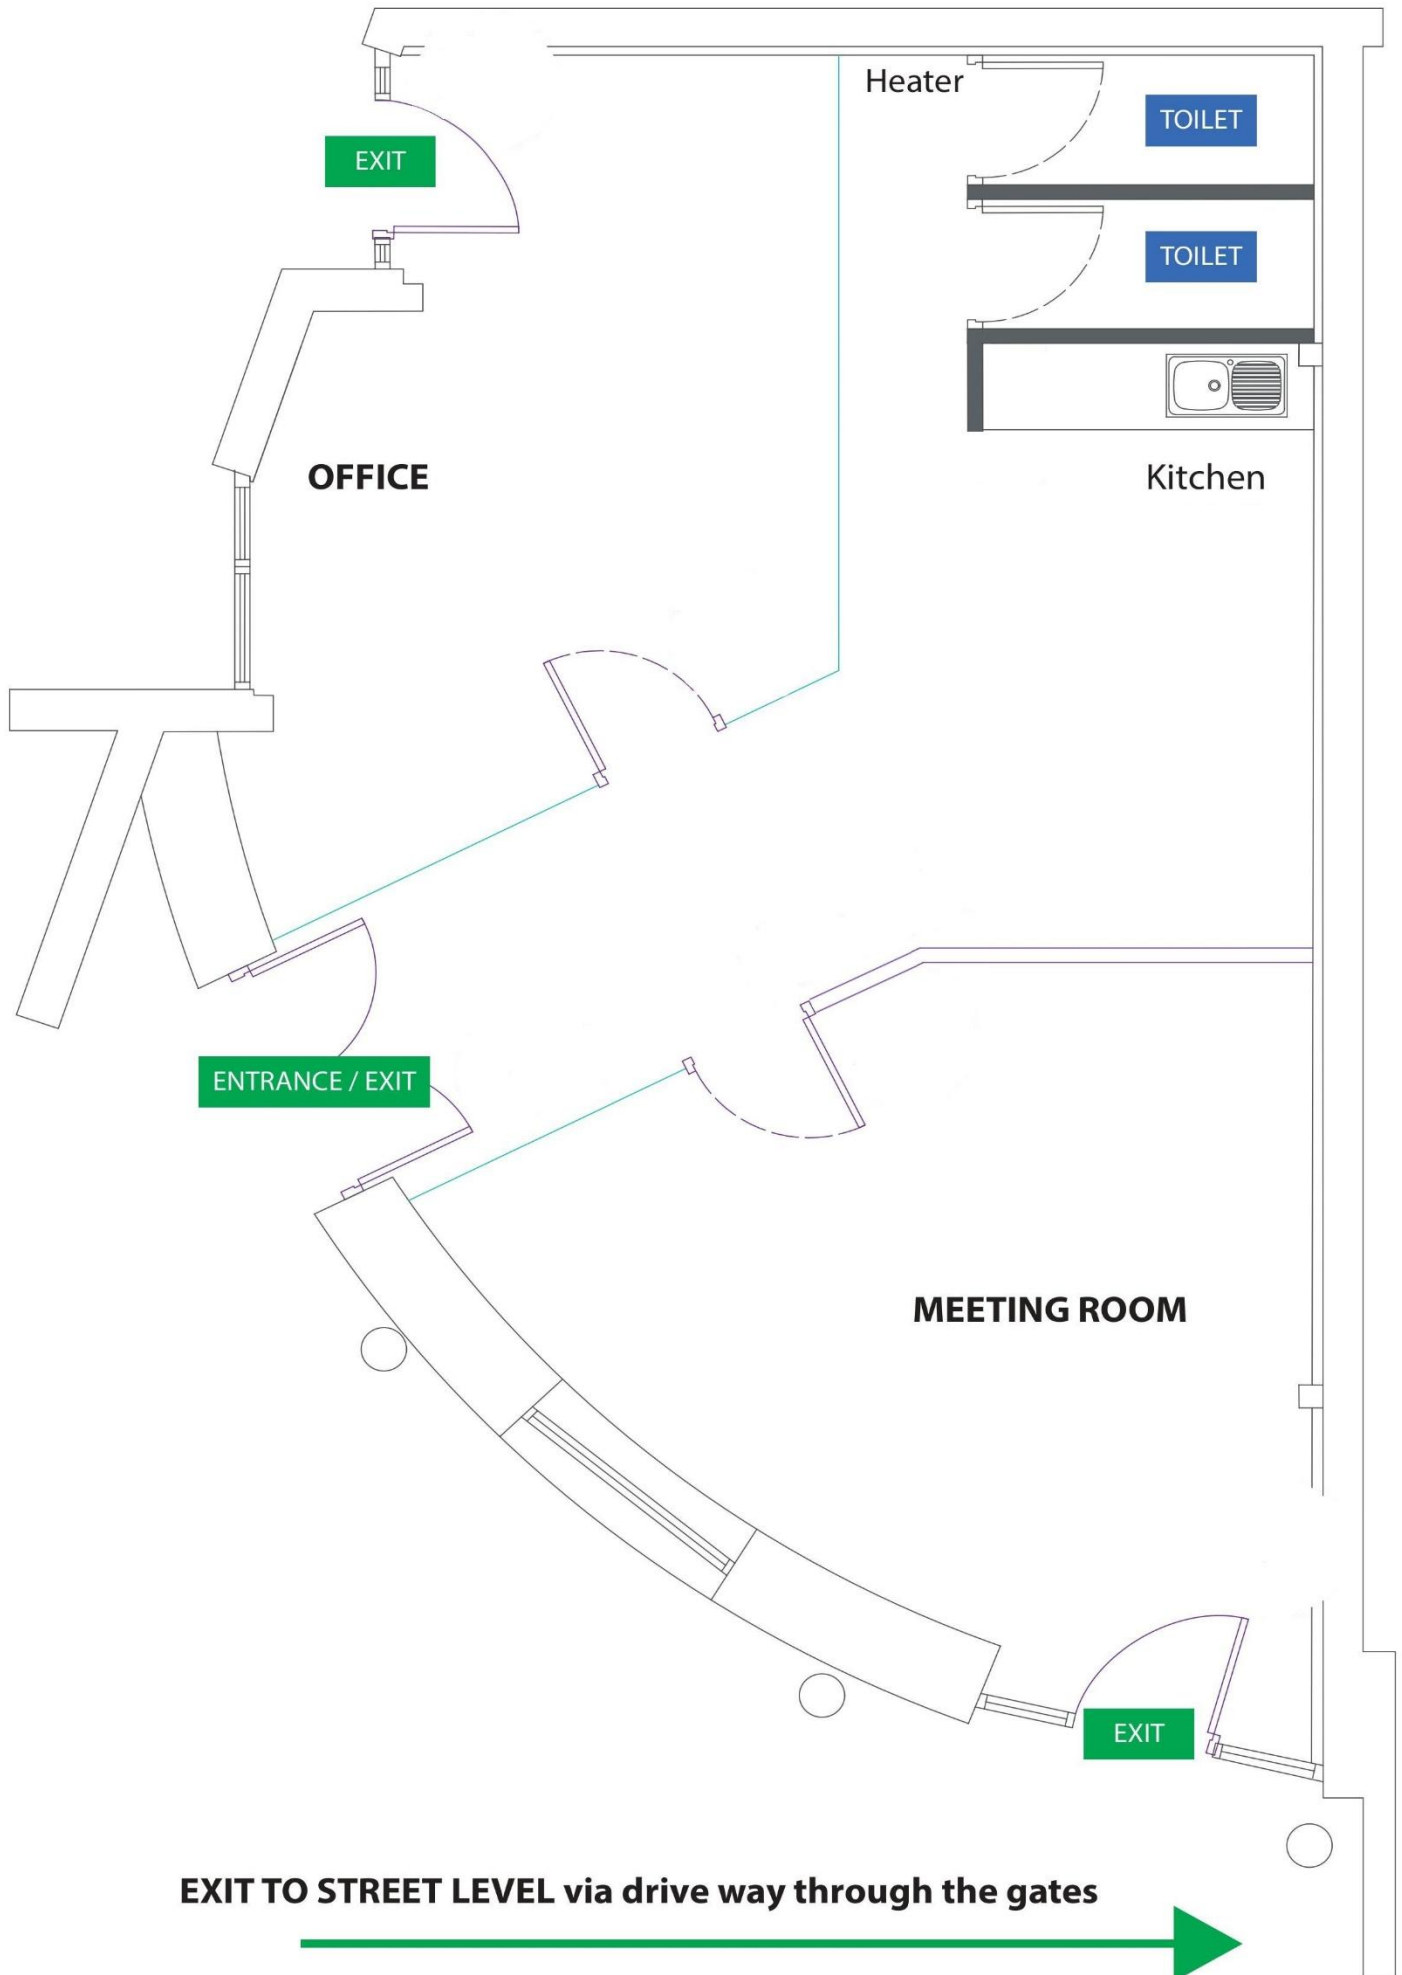 Heater
TOILET
EXIT
TOILET
OFFICE
Kitchen
ENTRANCE / EXIT
MEETING ROOM
EXIT
EXIT TO STREET LEVEL via drive way through the gates